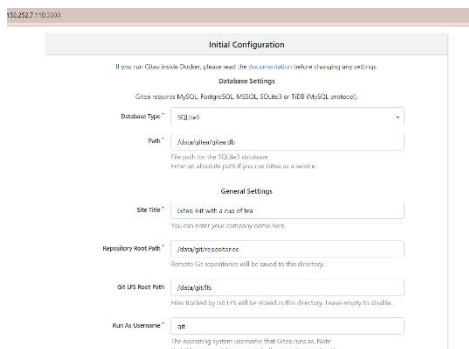 Initial Configuration
If you run Gitea inside Docker, please read the documentation before changing any settings.
Database Settings
Gitea requires MySQL, PostgreSQL, MSSQL, SQLite3 or TiDB (MySQL protocol).
Database Type * SQLite3
Path * /data/gitea/gitea.db
File path for the SQLite3 database.
Enter an absolute path if you run Gitea as a service.
General Settings
Site Title * Gitea: Git with a cup of tea
You can enter your company name here.
Repository Root Path * /data/git/repositories
Remote Git repositories will be saved to this directory.
Git LFS Root Path /data/git/lfs
Files tracked by Git LFS will be stored in this directory. Leave empty to disable.
Run As Username * git
The operating system username that Gitea runs as. Note